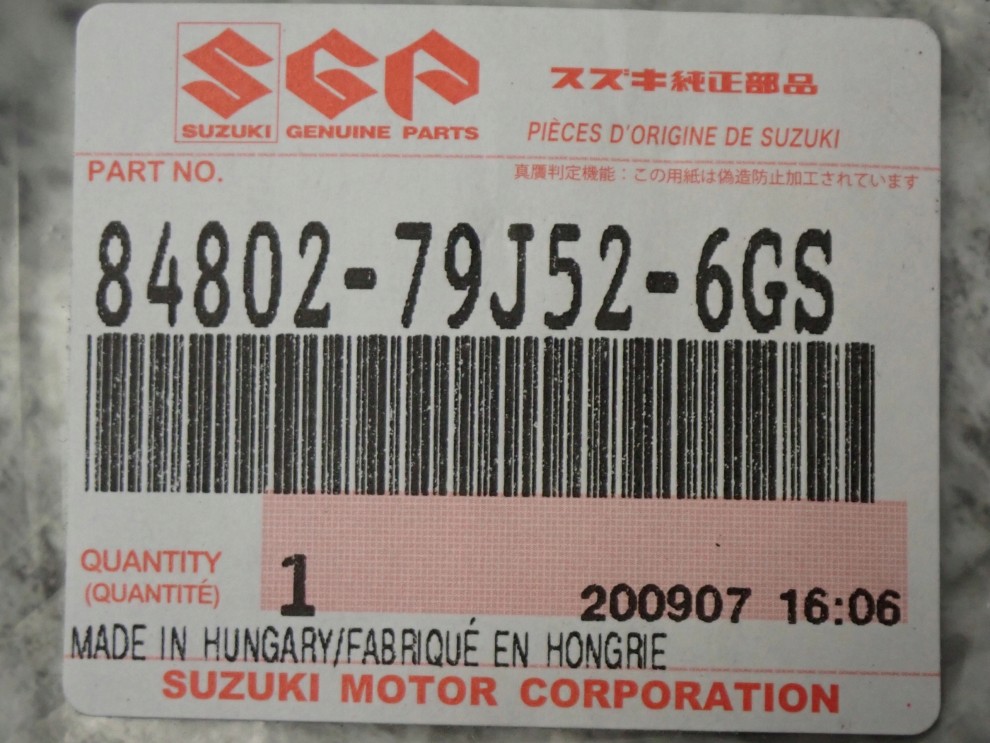 SGP
スズキ純正部品
SUZUKI GENUINE PARTS
PIÈCES D'ORIGINE DE SUZUKI
PART NO.
真贋判定機能：この用紙は偽造防止加工されています
84802-79J52-6GS
QUANTITY
(QUANTITÉ)
1
200907 16:06
MADE IN HUNGARY/FABRIQUÉ EN HONGRIE
SUZUKI MOTOR CORPORATION